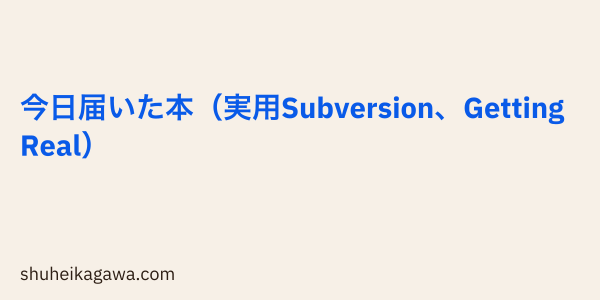 今日届いた本（実用Subversion、Getting
Real）
shuheikagawa.com